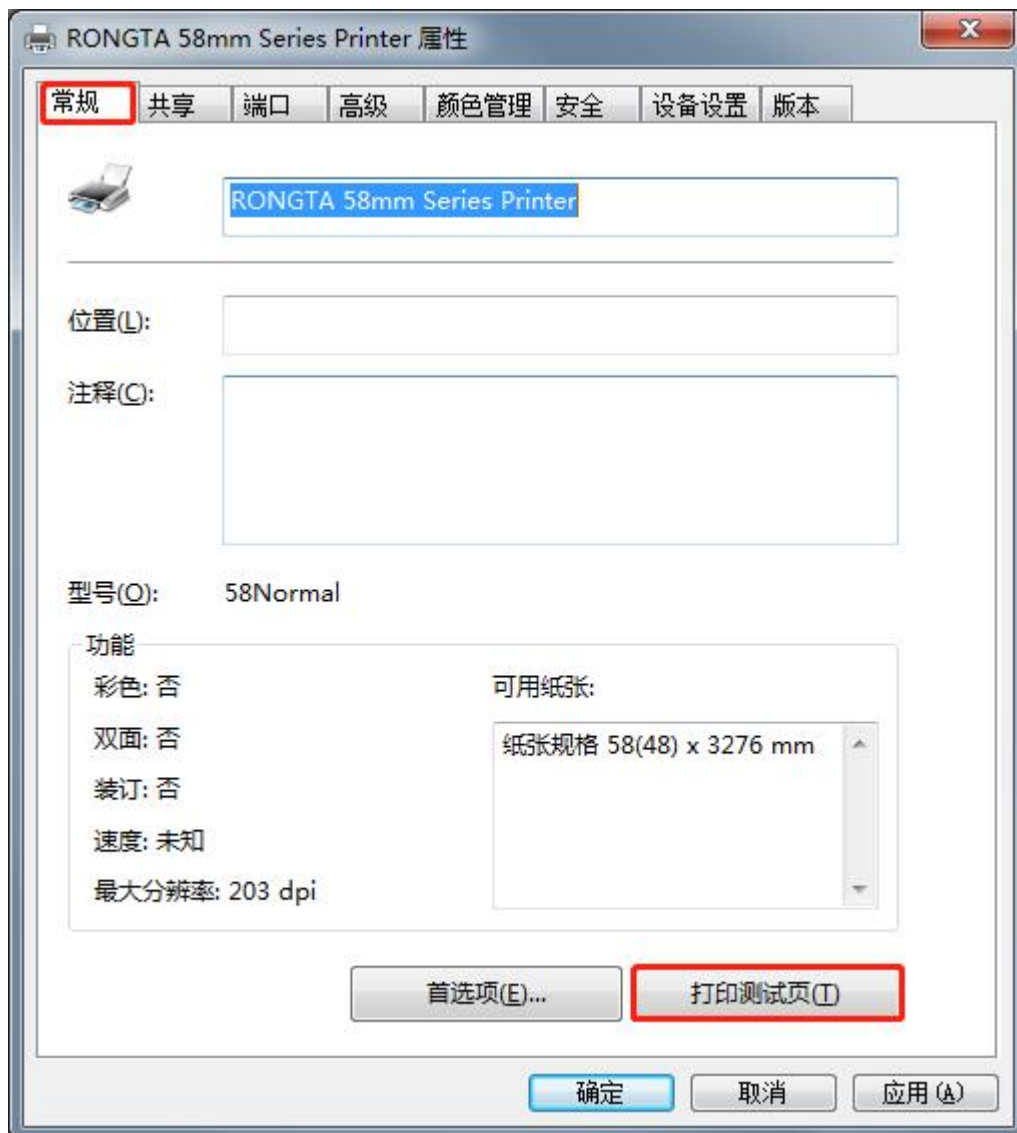 RONGTA 58mm Series Printer 属性
常规 共享 端口 高级 颜色管理 安全 设备设置 版本
RONGTA 58mm Series Printer
位置(L):
注释(C):
型号(O): 58Normal
功能
彩色: 否 可用纸张:
双面: 否 纸张规格 58(48) x 3276 mm
装订: 否
速度: 未知
最大分辨率: 203 dpi
首选项(E)... 打印测试页(T)
确定 取消 应用(A)